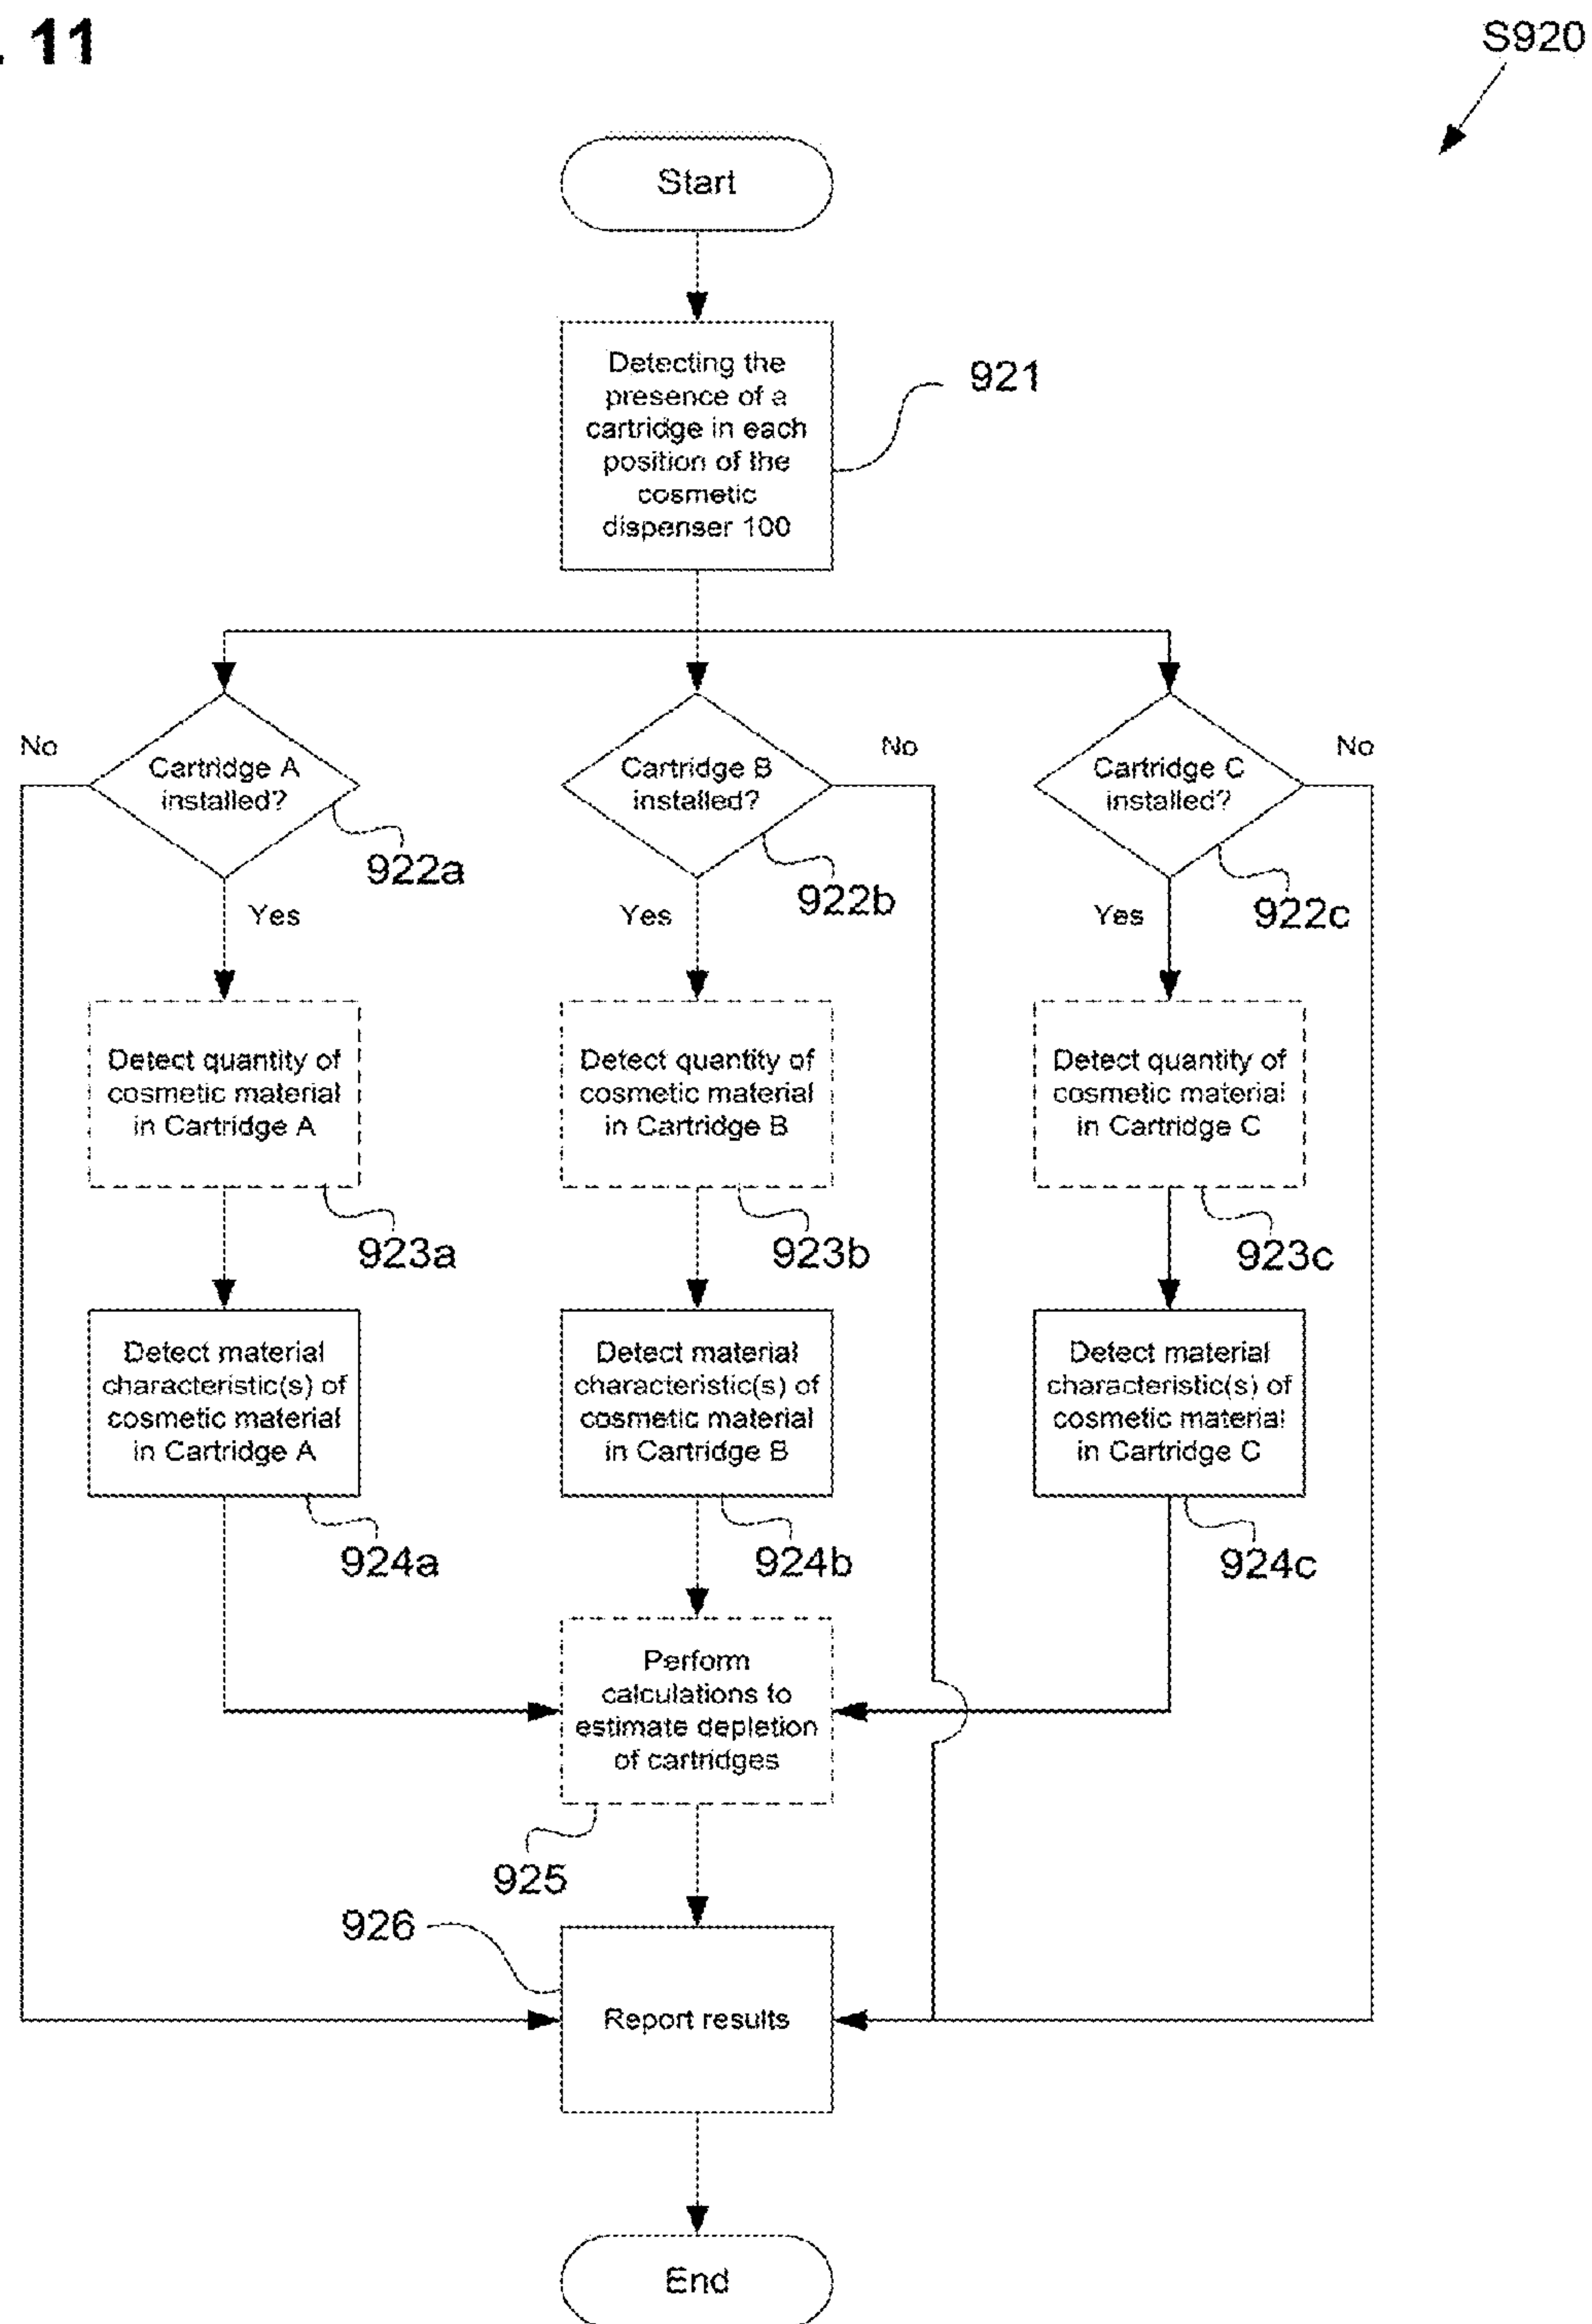 . 11
S920
Start
Detecting the
presence of a
cartridge in each
position of the
cosmetic
dispenser 100
921
No
Cartridge A
installed?
922a
Yes
Cartridge B
installed?
No
922b
Yes
Cartridge C
installed?
No
922c
Yes
Detect quantity of
cosmetic material
in Cartridge A
923a
Detect quantity of
cosmetic material
in Cartridge B
923b
Detect quantity of
cosmetic material
in Cartridge C
923c
Detect material
characteristic(s) of
cosmetic material
in Cartridge A
924a
Detect material
characteristic(s) of
cosmetic material
in Cartridge B
924b
Detect material
characteristic(s) of
cosmetic material
in Cartridge C
924c
Perform
calculations to
estimate depletion
of cartridges
925
926
Report results
End